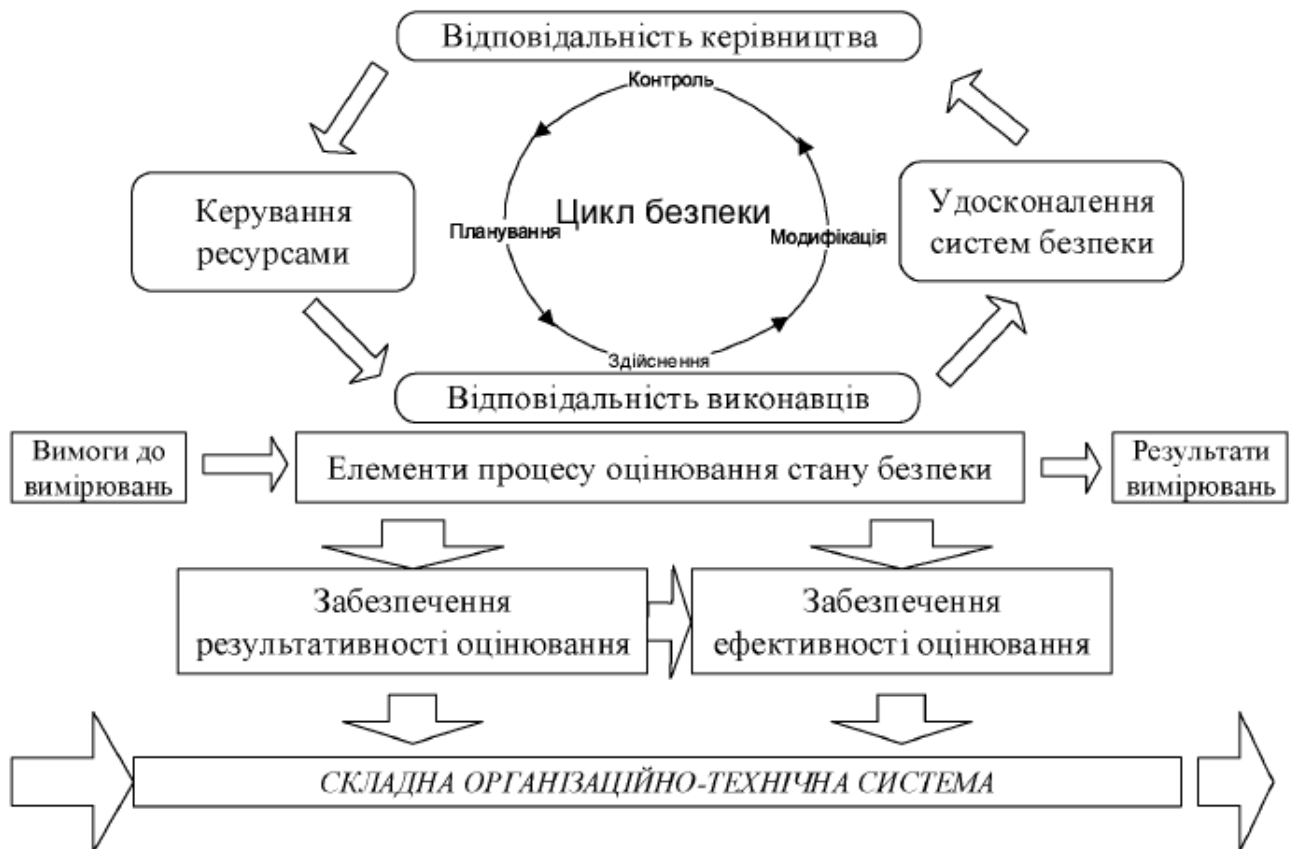 Відповідальність керівництва
Контроль
Керування
ресурсами
Цикл безпеки
Планування
Модифікація
Удосконалення
систем безпеки
Здійснення
Відповідальність виконавців
Вимоги до
вимірювань
Елементи процесу оцінювання стану безпеки
Результати
вимірювань
Забезпечення
результативності оцінювання
Забезпечення
ефективності оцінювання
СКЛАДНА ОРГАНІЗАЦІЙНО-ТЕХНІЧНА СИСТЕМА